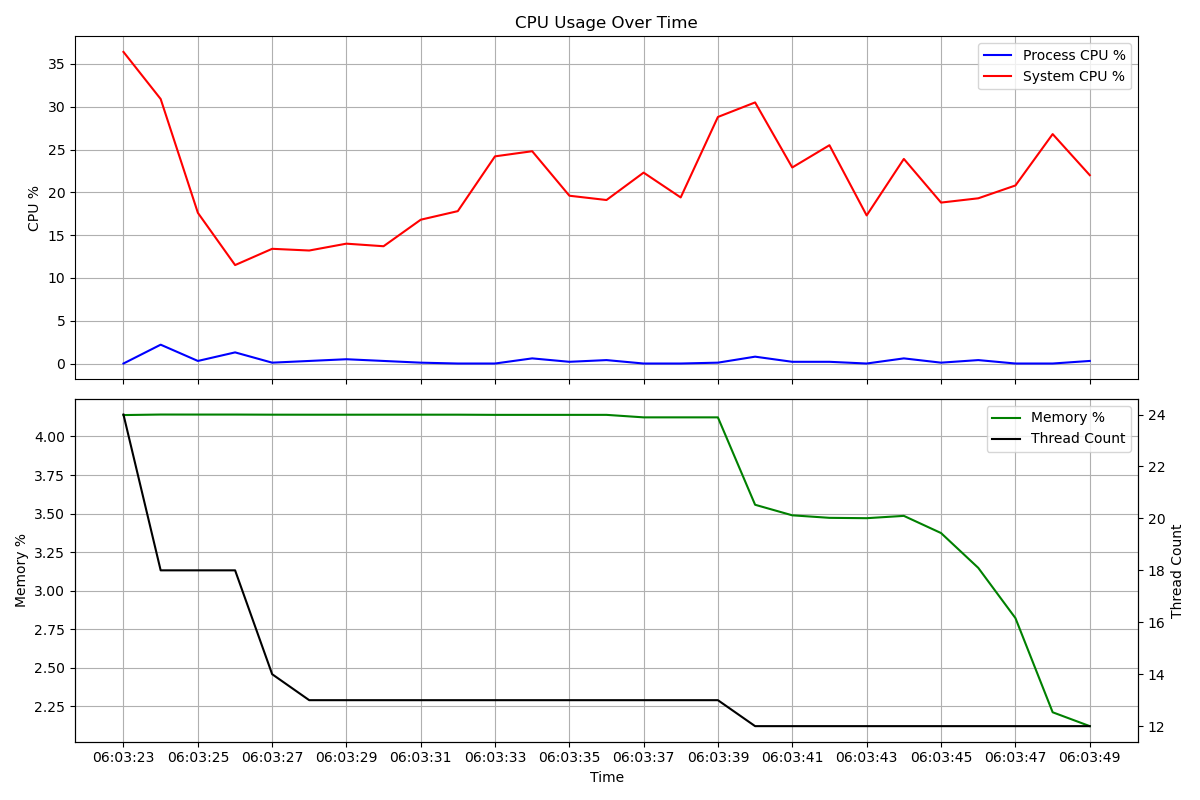 CPU Usage Over Time
Process CPU %
System CPU %
CPU %
35
30
25
20
15
10
5
0
Memory %
Thread Count
Memory %
4.00
3.75
3.50
3.25
3.00
2.75
2.50
2.25
24
22
20
18
16
14
12
Thread Count
06:03:23 06:03:25 06:03:27 06:03:29 06:03:31 06:03:33 06:03:35 06:03:37 06:03:39 06:03:41 06:03:43 06:03:45 06:03:47 06:03:49
Time